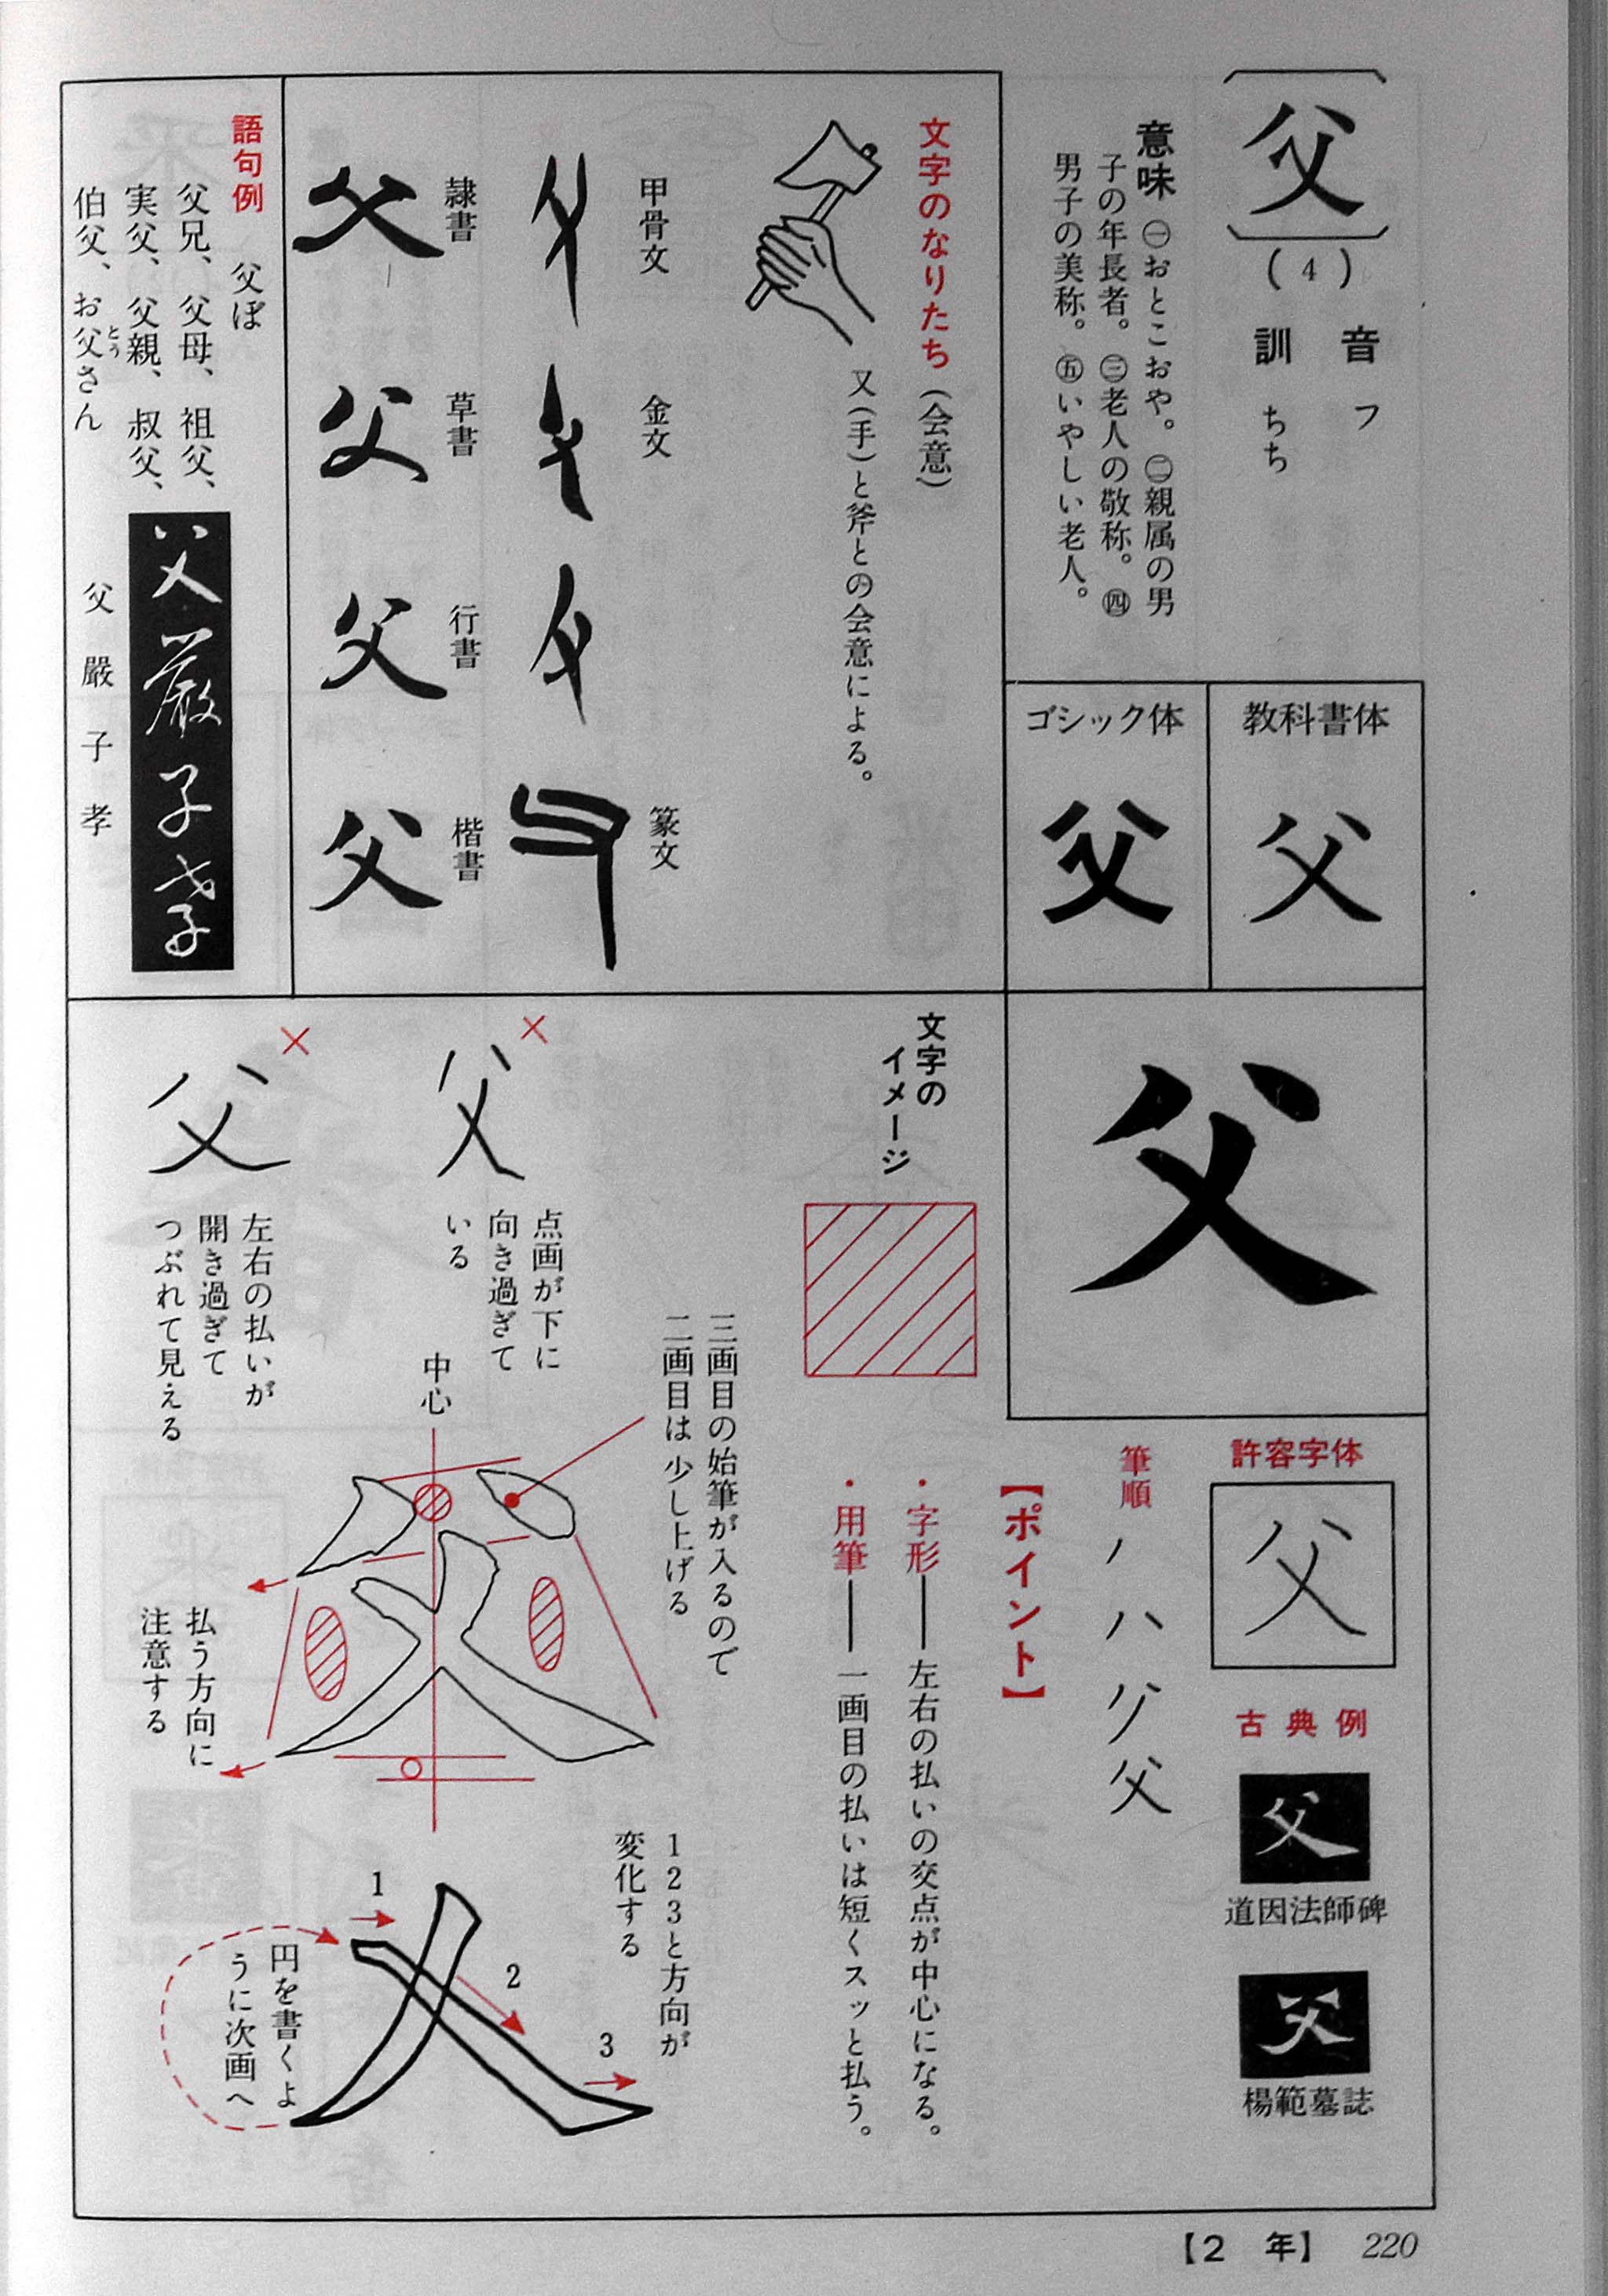 父
(4)
音　フ
訓　ちち
意味 ㊀おとこおや。㊁親属の男
子の年長者。㊂老人の敬称。㊃
男子の美称。㊄いやしい老人。
教科書体
父
ゴシック体
父
父
許容字体
父
古典例
父
道因法師碑
父
楊範墓誌
筆順
ノ ハ 父
【ポイント】
・字形──左右の払いの交点が中心になる。
・用筆──一画目の払いは短くスッと払う。
文字のなりたち(会意)
又(手)と斧との会意による。
甲骨文
金文
篆文
隷書
父
草書
父
行書
父
楷書
父
語句例　父ぼ
父兄、父母、祖父、
実父、父親、叔父、
伯父、お父さん
とう
父嚴子孝
父嚴子孝
文字の
イメージ
三画目の始筆が入るので
二画目は少し上げる
×
父
点画が下に
向き過ぎて
いる
×
父
左右の払いが
開き過ぎて
つぶれて見える
中心
払う方向に
注意する
123と方向が
変化する
1
2
3
円を書くよ
うに次画へ
【2　年】 220